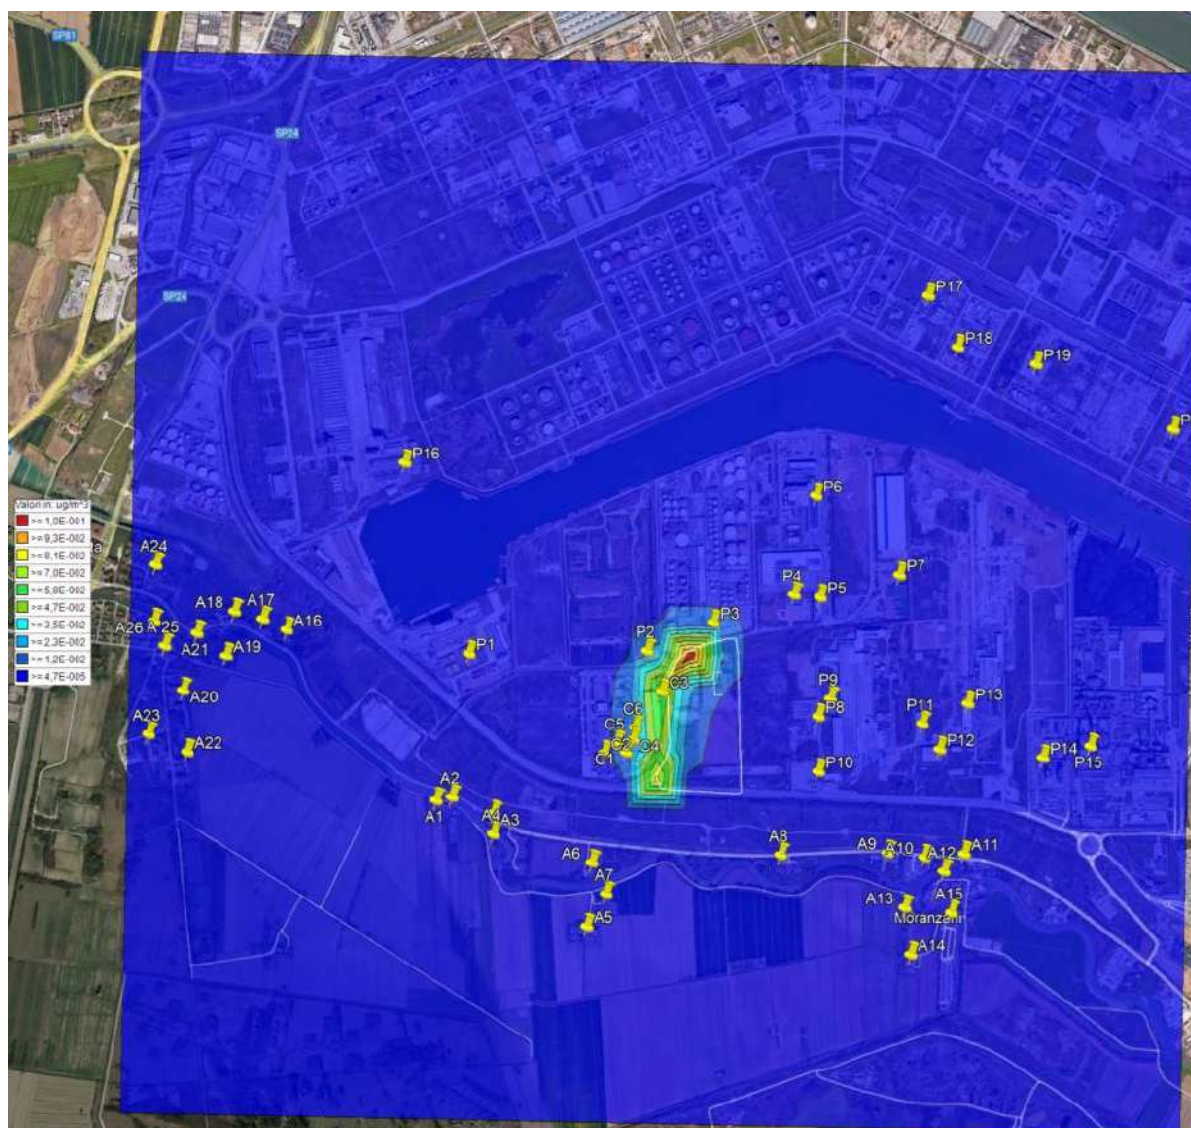 SP81
SP24
SP24
P17
P18
P19
P16
P6
Valori in: ug/m^3
>= 1,0E-001
>= 9,3E-002
>= 8,1E-002
>= 7,0E-002
>= 5,8E-002
>= 4,7E-002
>= 3,5E-002
>= 2,3E-002
>= 1,2E-002
>= 4,7E-005
A24
P7
P4
P5
A18
A17
A16
A26
A25
A21
A19
P3
P2
P1
C3
A20
P9
P8
P13
P11
P12
A23
A22
C6
C5
C2
C4
C1
P10
P14
P15
A2
A1
A4
A3
A6
A8
A9
A10
A12
A11
A7
A5
A13
A15
Moranzani
A14